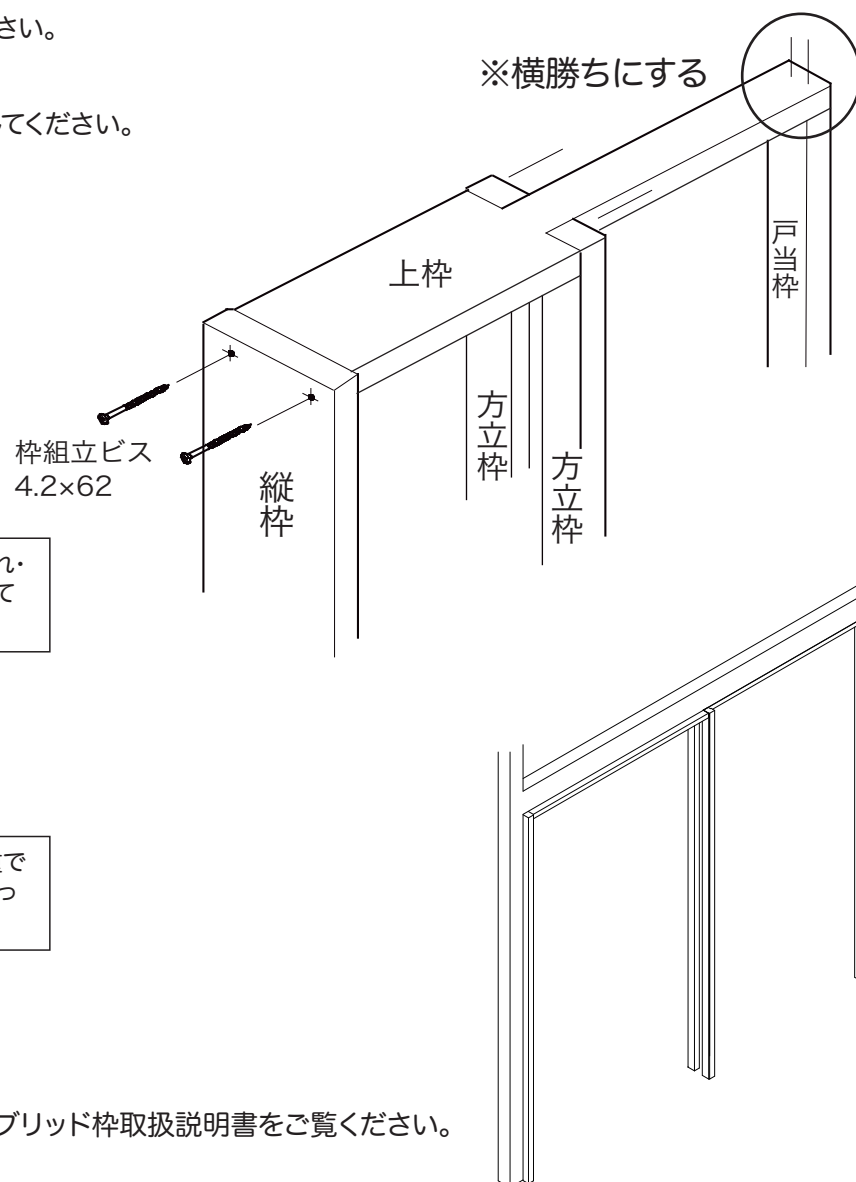 さい。
※横勝ちにする
てください。
戸当枠
上枠
方立枠
方立枠
枠組立ビス
4.2×62
縦枠
れ・
て
で
つ
ブリッド枠取扱説明書をご覧ください。